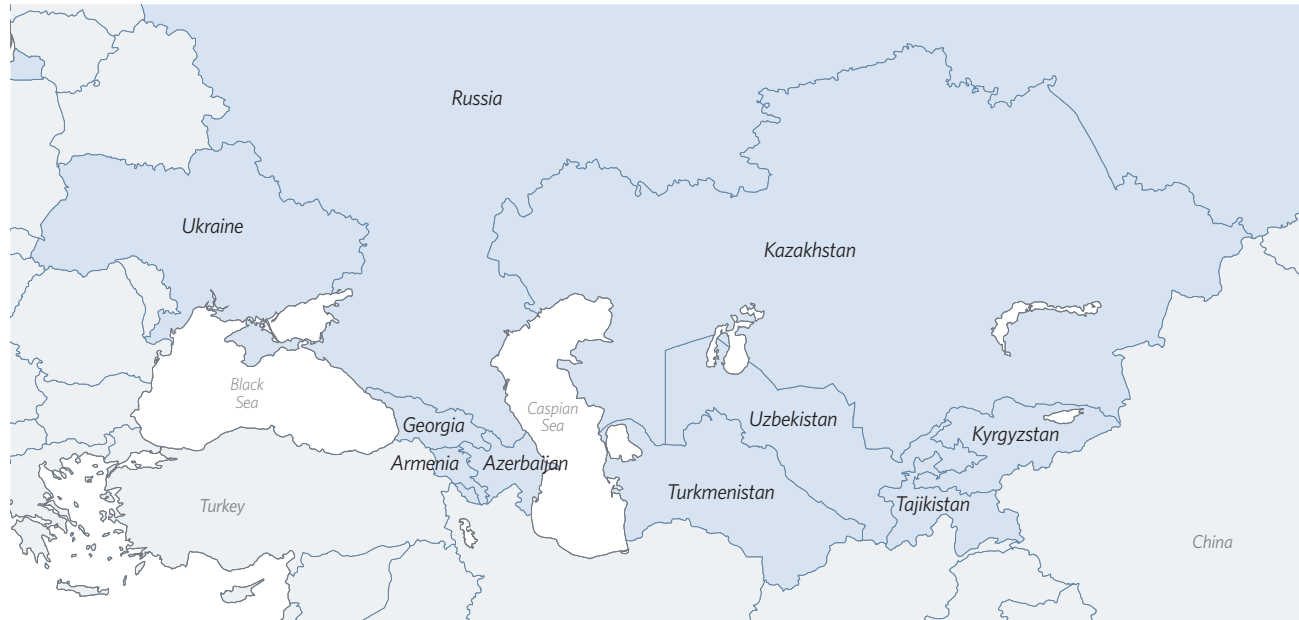 Russia
Ukraine
Kazakhstan
Black
Sea
Caspian
Sea
Georgia
Uzbekistan
Kyrgyzstan
Armenia
Azerbaijan
Turkmenistan
Turkey
Tajikistan
China